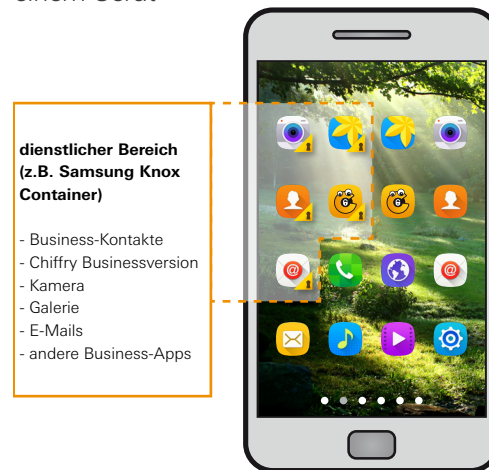 einem Gerät
dienstlicher Bereich
(z.B. Samsung Knox
Container)
- Business-Kontakte
- Chiffry Businessversion
- Kamera
- Galerie
- E-Mails
- andere Business-Apps
@
@